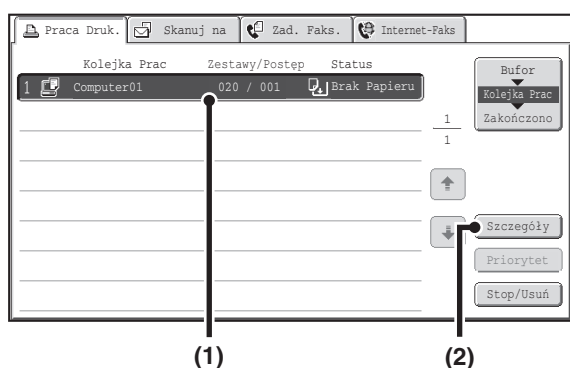 Praca Druk. Skanuj na Zad. Faks. Internet-Faks
Kolejka Prac Zestawy/Postęp Status
1 Computer01 020 / 001 Brak Papieru
1
1
Bufor
Kolejka Prac
Zakończono
Szczegóły
Priorytet
Stop/Usuń
(1) (2)